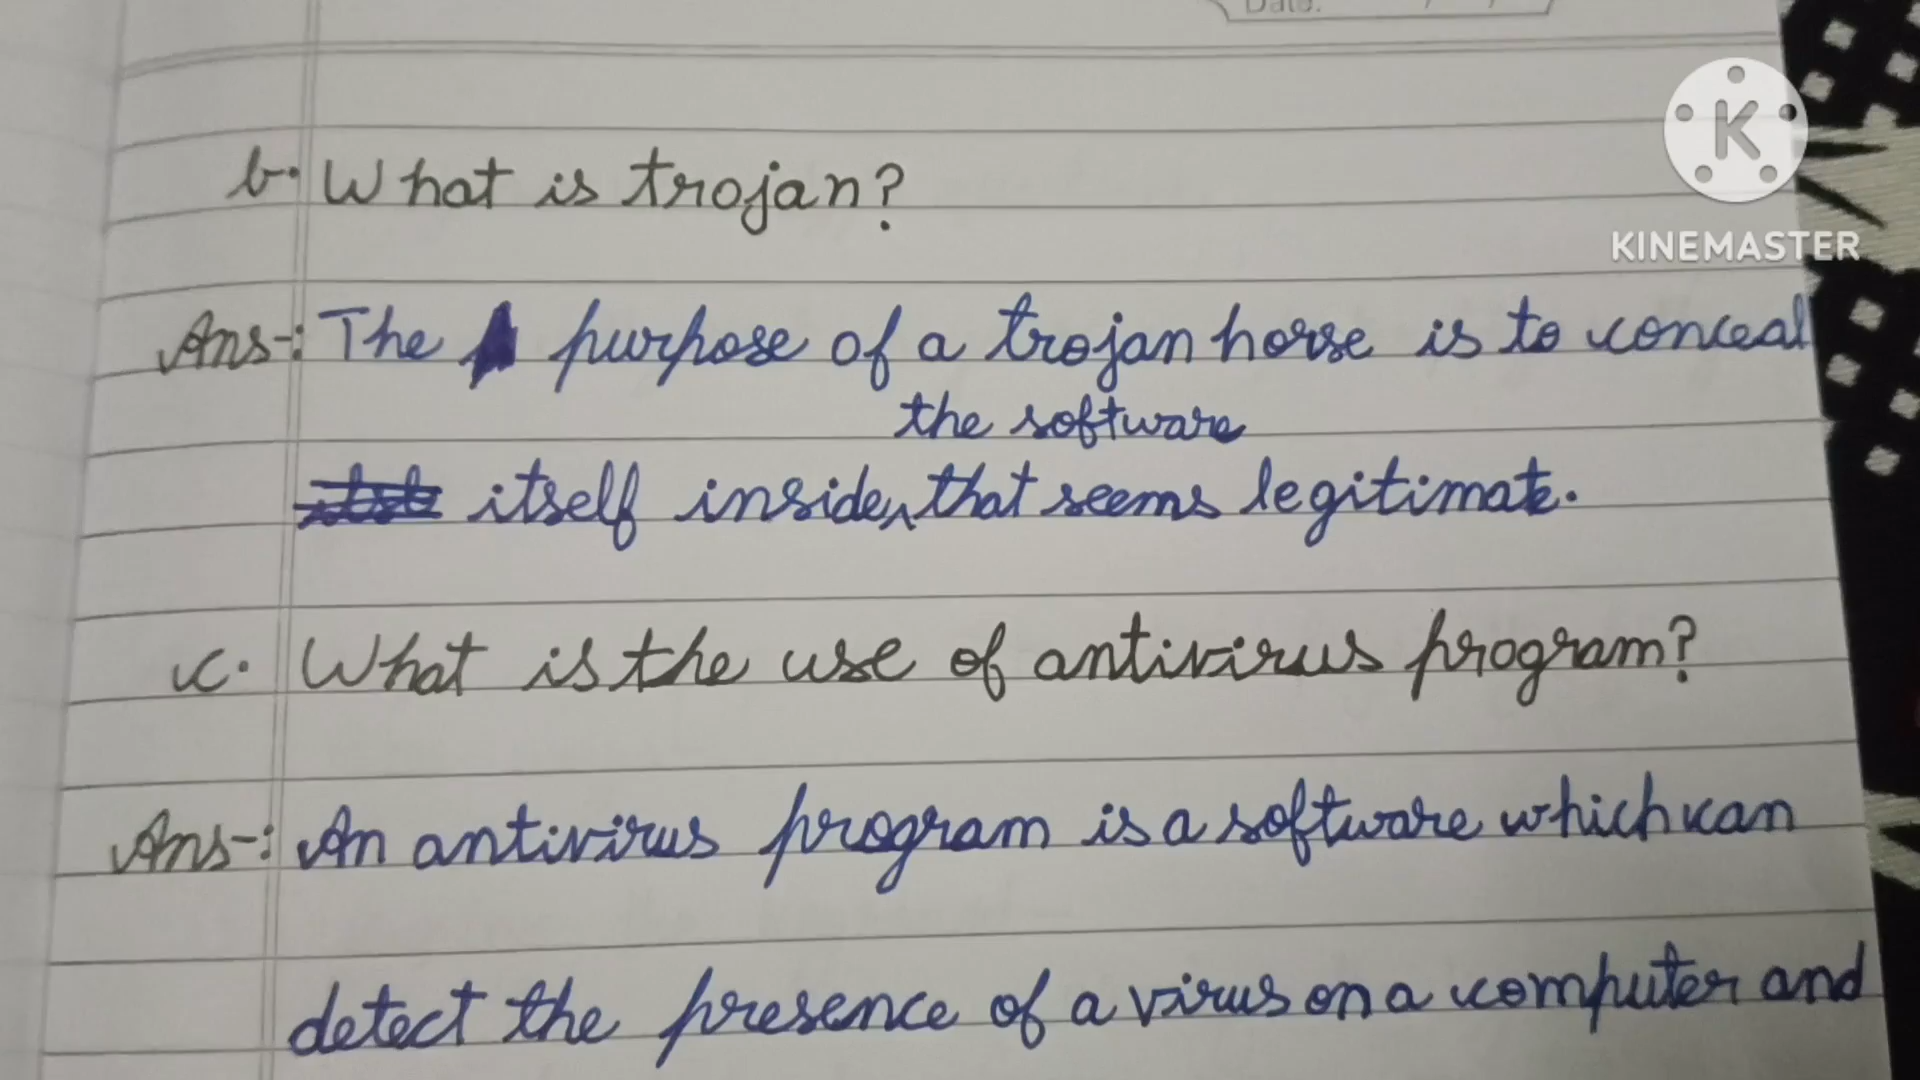 Date:
KINEMASTER
b. What is trojan?
Ans-: The purpose of a trojan horse is to conceal
the software
itself inside, that seems legitimate.
c. What is the use of antivirus program?
Ans-: An antivirus program is a software which can
detect the presence of a virus on a computer and